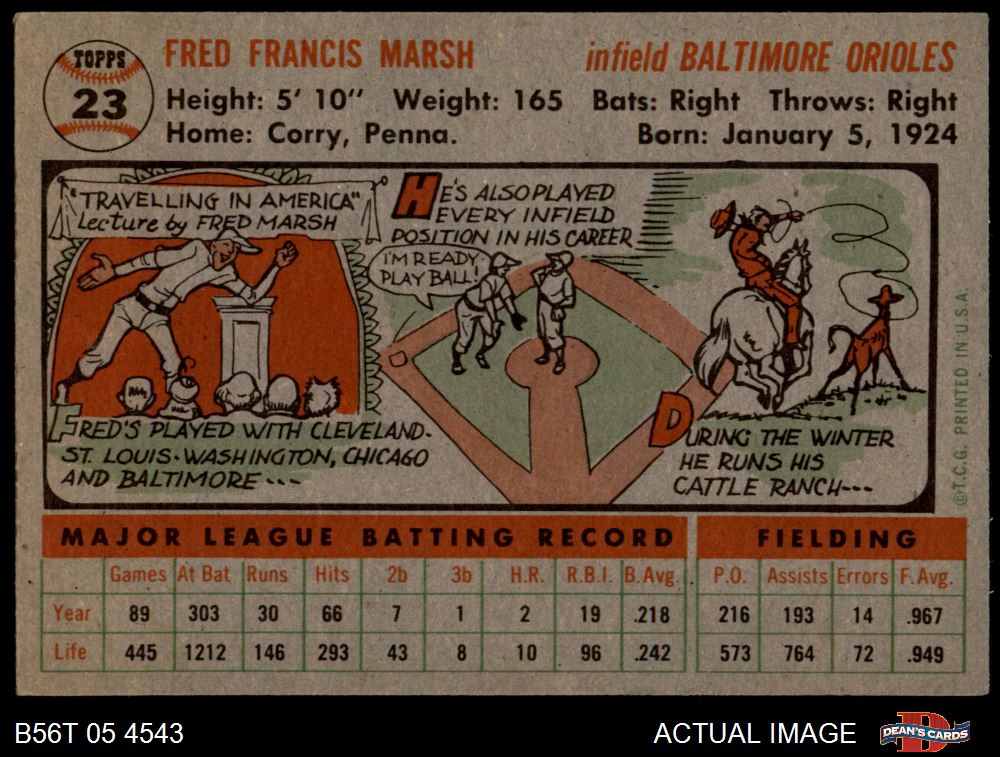 TOPPS
23
FRED FRANCIS MARSH infield BALTIMORE ORIOLES
Height: 5' 10" Weight: 165 Bats: Right Throws: Right
Home: Corry, Penna. Born: January 5, 1924
"TRAVELLING IN AMERICA"
Lecture by FRED MARSH
HE'S ALSO PLAYED
EVERY INFIELD
POSITION IN HIS CAREER
I'M READY.
PLAY BALL!
FRED'S PLAYED WITH CLEVELAND.
ST. LOUIS·WASHINGTON, CHICAGO
AND BALTIMORE ---
DURING THE WINTER
HE RUNS HIS
CATTLE RANCH---
©T.C.G. PRINTED IN U.S.A.
MAJOR LEAGUE BATTING RECORD FIELDING
Games At Bat Runs Hits 2b 3b H.R. R.B.I. B.Avg. P.O. Assists Errors F.Avg.
Year 89 303 30 66 7 1 2 19 .218 216 193 14 .967
Life 445 1212 146 293 43 8 10 96 .242 573 764 72 .949
B56T 05 4543 ACTUAL IMAGE DEAN'S CARDS